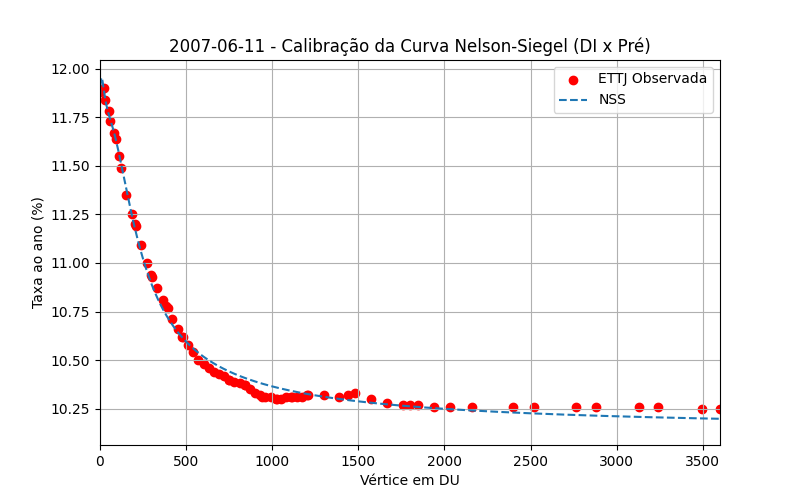 2007-06-11 - Calibração da Curva Nelson-Siegel (DI x Pré)
ETTJ Observada
NSS
Taxa ao ano (%)
12.00
11.75
11.50
11.25
11.00
10.75
10.50
10.25
0 500 1000 1500 2000 2500 3000 3500
Vértice em DU